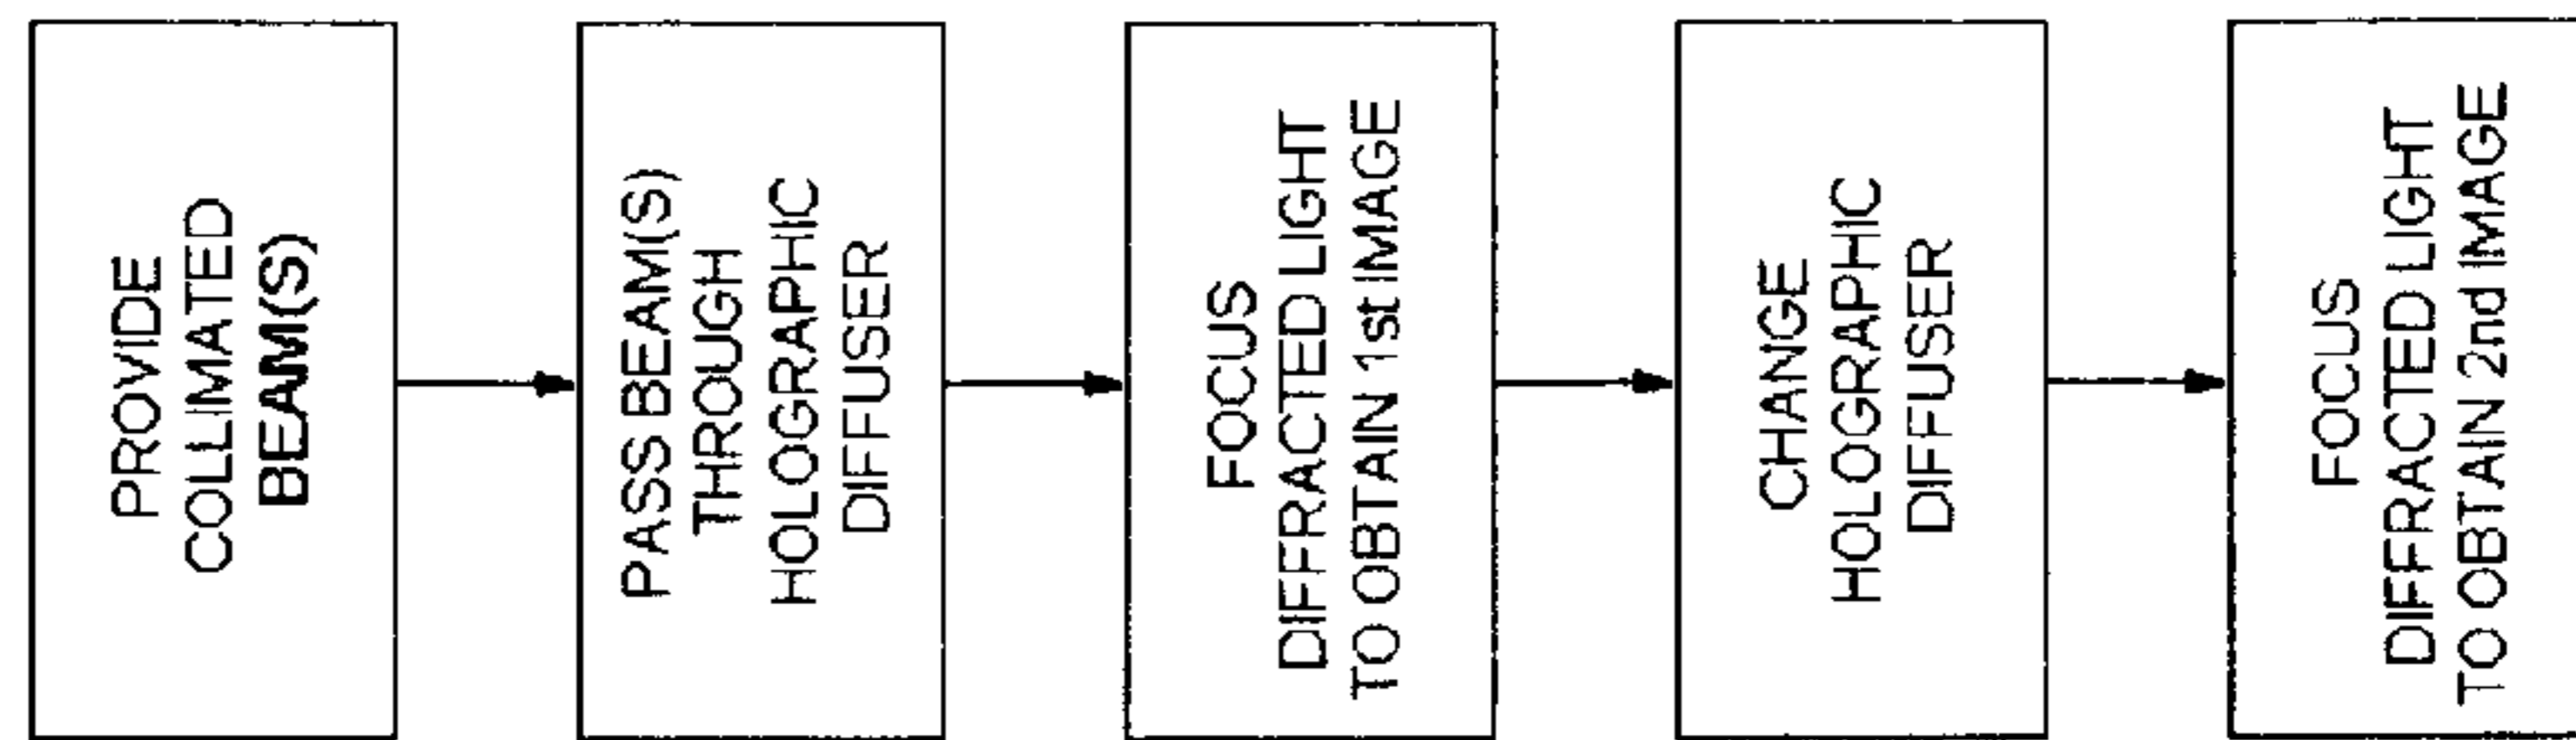 PROVIDE
COLLIMATED
BEAM(S)
PASS BEAM(S)
THROUGH
HOLOGRAPHIC
DIFFUSER
FOCUS
DIFFRACTED LIGHT
TO OBTAIN 1st IMAGE
CHANGE
HOLOGRAPHIC
DIFFUSER
FOCUS
DIFFRACTED LIGHT
TO OBTAIN 2nd IMAGE